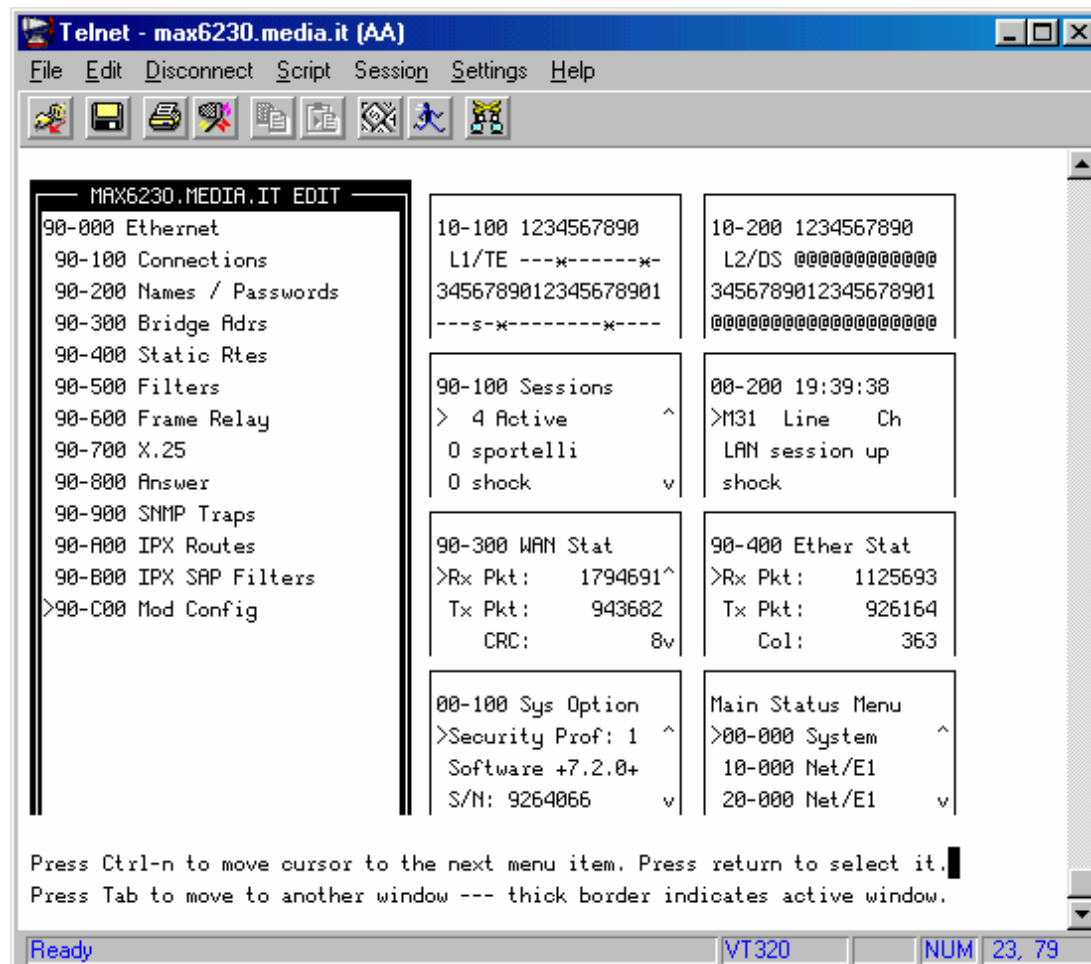 Telnet - max6230.media.it (AA)
File Edit Disconnect Script Session Settings Help
MAX6230.MEDIA.IT EDIT
90-000 Ethernet
90-100 Connections
90-200 Names / Passwords
90-300 Bridge Adrs
90-400 Static Rtes
90-500 Filters
90-600 Frame Relay
90-700 X.25
90-800 Answer
90-900 SNMP Traps
90-A00 IPX Routes
90-B00 IPX SAP Filters
>90-C00 Mod Config
10-100 1234567890
L1/TE ---*------*-
3456789012345678901
---s-*--------*----
10-200 1234567890
L2/DS @@@@@@@@@@@@
3456789012345678901
@@@@@@@@@@@@@@@@@@@
90-100 Sessions
> 4 Active ^
O sportelli
O shock v
00-200 19:39:38
>M31 Line Ch
LAN session up
shock
90-300 WAN Stat
>Rx Pkt: 1794691^
Tx Pkt: 943682
CRC: 8v
90-400 Ether Stat
>Rx Pkt: 1125693
Tx Pkt: 926164
Col: 363
00-100 Sys Option
>Security Prof: 1 ^
Software +7.2.0+
S/N: 9264066 v
Main Status Menu
>00-000 System ^
10-000 Net/E1
20-000 Net/E1 v
Press Ctrl-n to move cursor to the next menu item. Press return to select it.
Press Tab to move to another window --- thick border indicates active window.
Ready VT320 NUM 23, 79